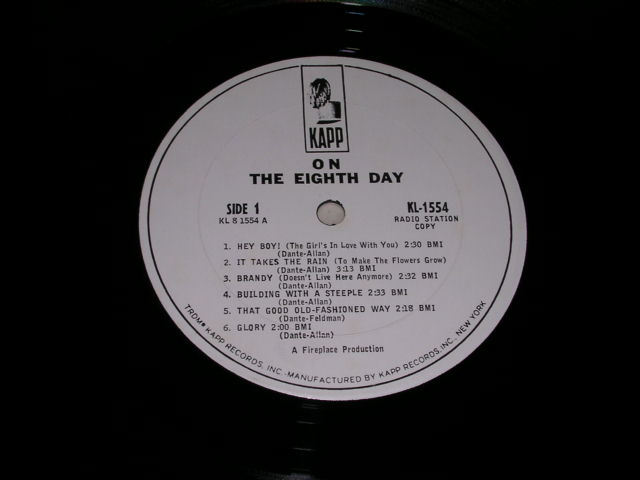 KAPP
ON
THE EIGHTH DAY
SIDE 1
KL 8 1554 A
KL-1554
RADIO STATION
COPY
1. HEY BOY! (The Girl's In Love With You) 2:30 BMI
(Dante-Allan)
2. IT TAKES THE RAIN (To Make The Flowers Grow)
(Dante-Allan) 3:13 BMI
3. BRANDY (Doesn't Live Here Anymore) 2:32 BMI
(Dante-Allan)
4. BUILDING WITH A STEEPLE 2:33 BMI
(Dante-Allan)
5. THAT GOOD OLD-FASHIONED WAY 2:18 BMI
(Dante-Feldman)
6. GLORY 2:00 BMI
(Dante-Allan)
A Fireplace Production
TRDM® KAPP RECORDS, INC.-MANUFACTURED BY KAPP RECORDS, INC. NEW YORK